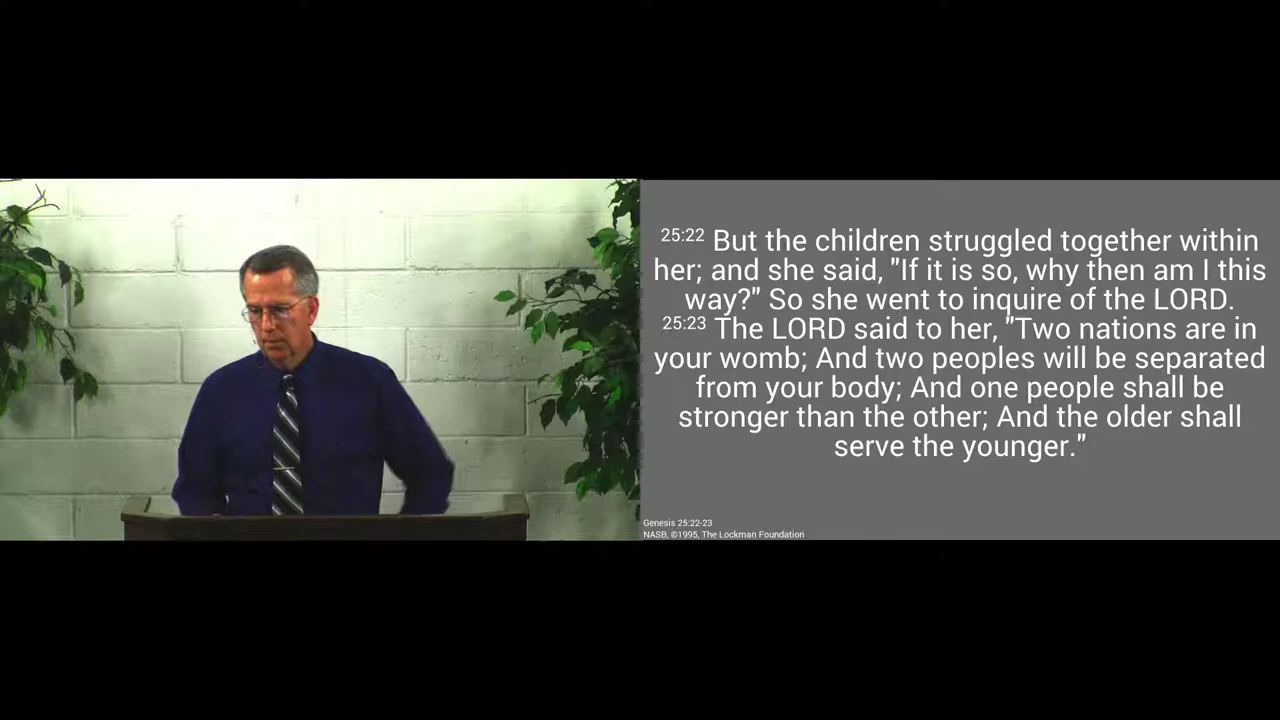 25:22 But the children struggled together within
her; and she said, "If it is so, why then am I this
way?" So she went to inquire of the LORD.
25:23 The LORD said to her, "Two nations are in
your womb; And two peoples will be separated
from your body; And one people shall be
stronger than the other; And the older shall
serve the younger."
Genesis 25:22-23
NASB, ©1995, The Lockman Foundation